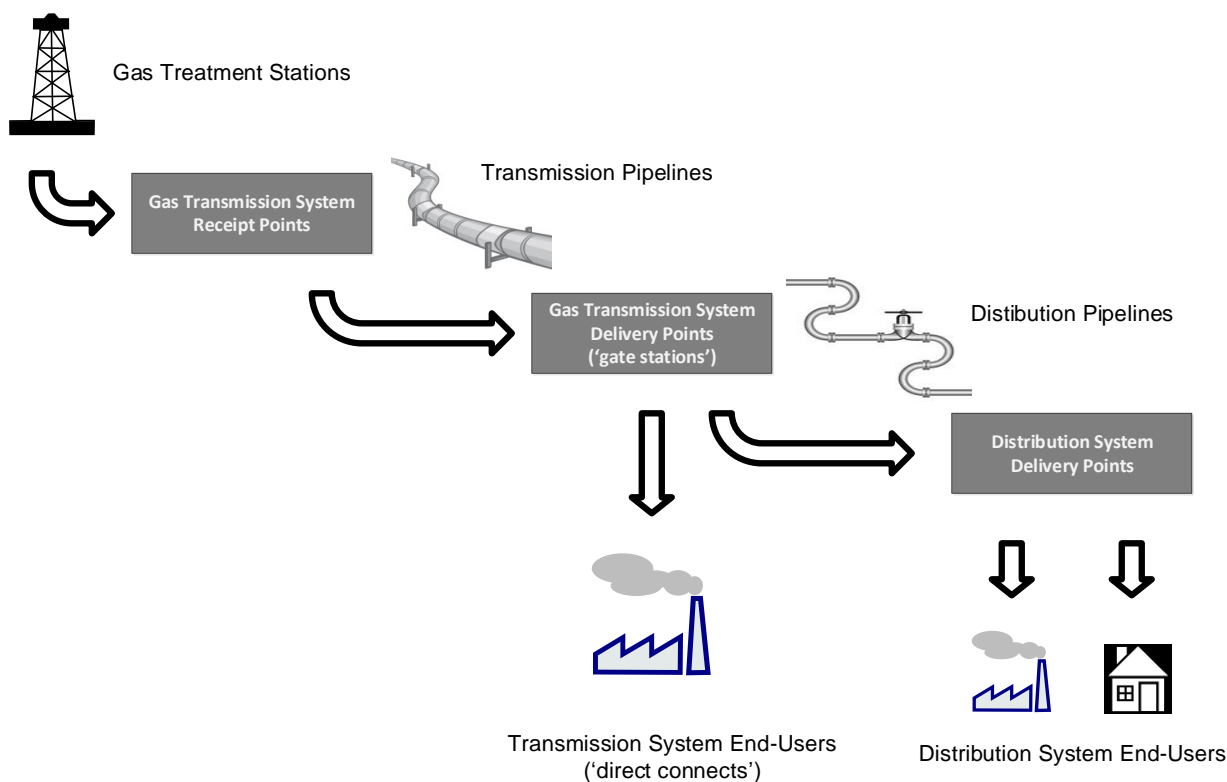 Gas Treatment Stations
Transmission Pipelines
Gas Transmission System
Receipt Points
Gas Transmission System
Delivery Points
(‘gate stations’)
Distibution Pipelines
Distribution System
Delivery Points
Transmission System End-Users
(‘direct connects’)
Distribution System End-Users